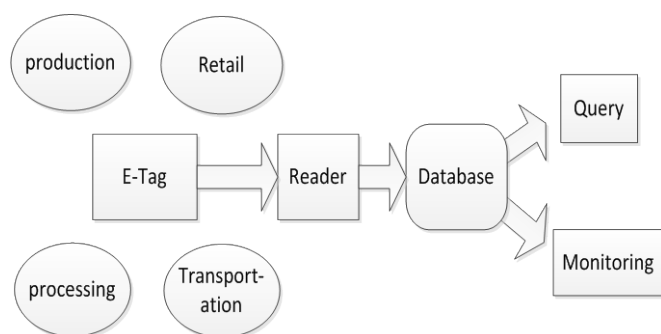 production
Retail
Query
E-Tag
Reader
Database
Monitoring
processing
Transport-
ation